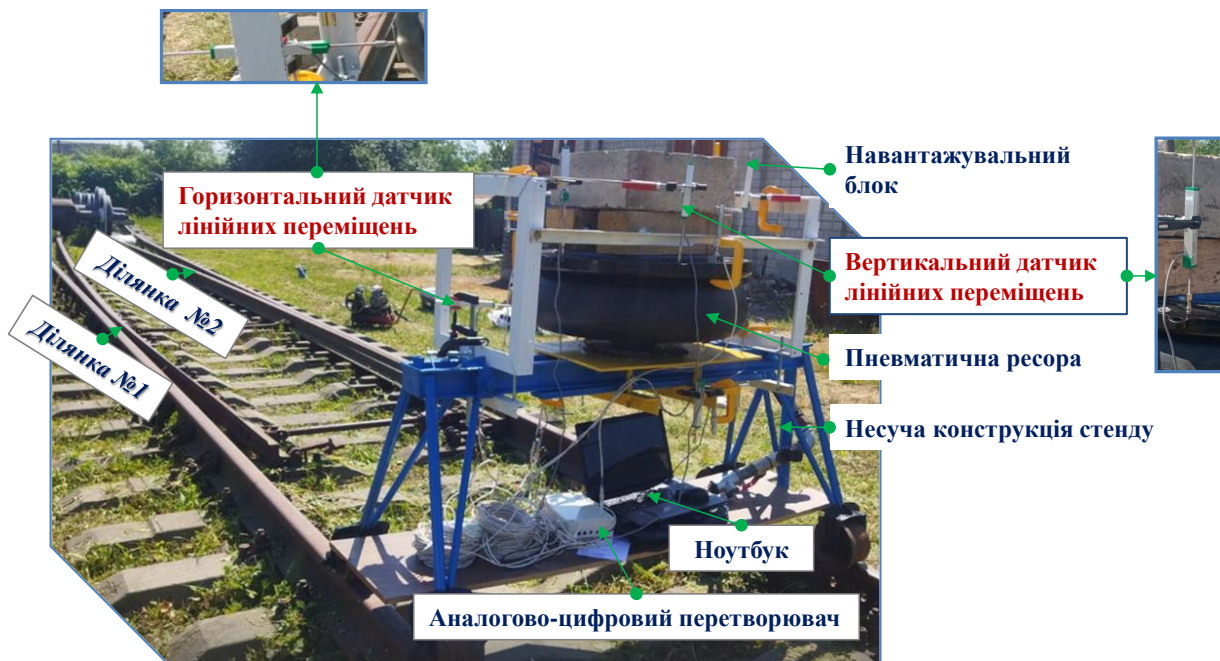 Навантажувальний
блок
Горизонтальний датчик
лінійних переміщень
Вертикальний датчик
лінійних переміщень
Ділянка №2
Ділянка №1
Пневматична ресора
Несуча конструкція стенду
Ноутбук
Аналогово-цифровий перетворювач